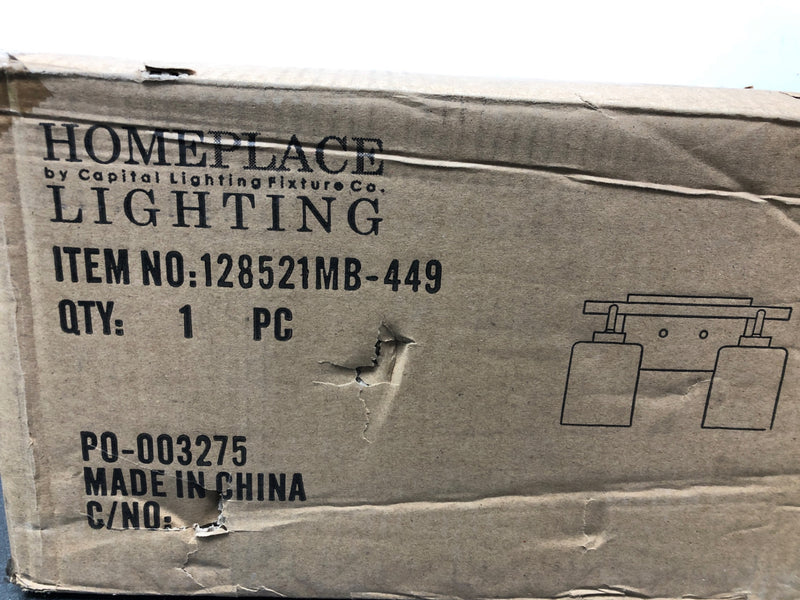 HOMEPLACE
by Capital Lighting Fixture Co.
LIGHTING
ITEM NO:128521MB-449
QTY: 1 PC
PO-003275
MADE IN CHINA
C/NO: